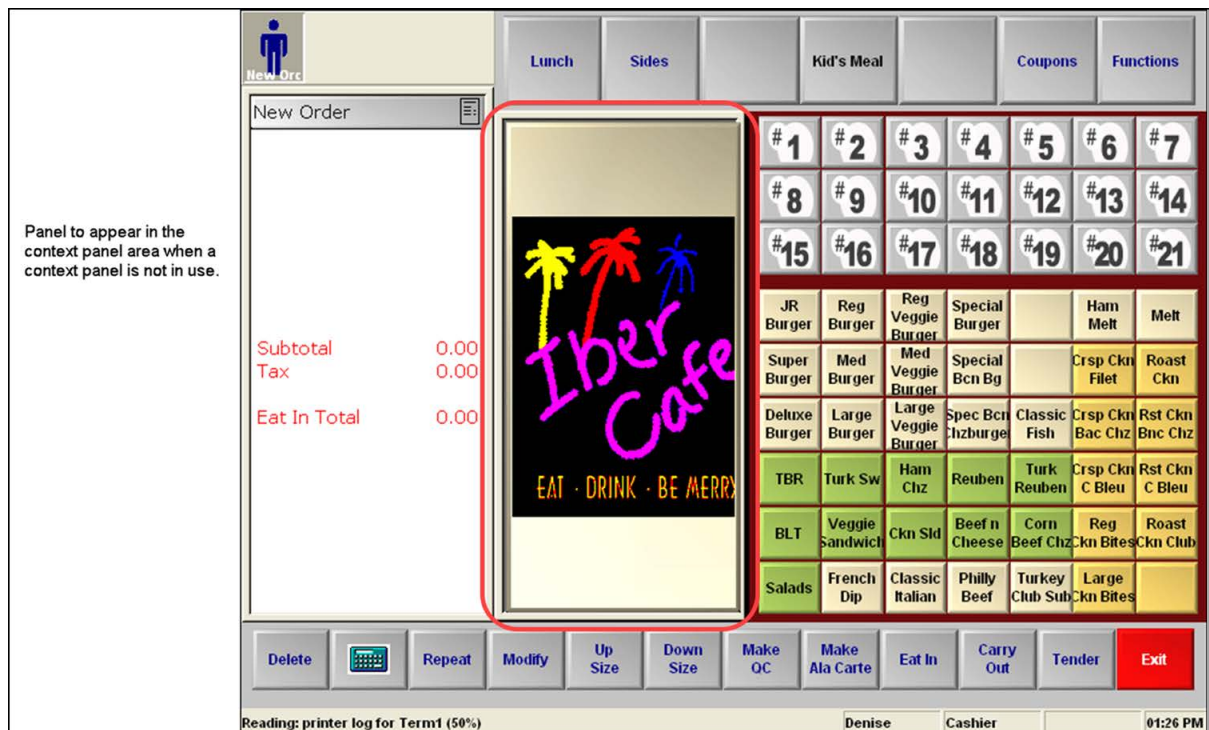 Panel to appear in the
context panel area when a
context panel is not in use.
New Orc
Lunch
Sides
Kid's Meal
Coupons
Functions
New Order
Subtotal 0.00
Tax 0.00
Eat In Total 0.00
Iber
Cafe
EAT · DRINK · BE MERRY
#1 #2 #3 #4 #5 #6 #7
#8 #9 #10 #11 #12 #13 #14
#15 #16 #17 #18 #19 #20 #21
JR
Burger
Reg
Burger
Reg
Veggie
Burger
Special
Burger
Ham
Melt
Melt
Super
Burger
Med
Burger
Med
Veggie
Burger
Special
Bcn Bg
Crsp Ckn
Filet
Roast
Ckn
Deluxe
Burger
Large
Burger
Large
Veggie
Burger
Spec Bcn
Chzburger
Classic
Fish
Crsp Ckn
Bac Chz
Rst Ckn
Bnc Chz
TBR
Turk Sw
Ham
Chz
Reuben
Turk
Reuben
Crsp Ckn
C Bleu
Rst Ckn
C Bleu
BLT
Veggie
Sandwich
Ckn Sld
Beef n
Cheese
Corn
Beef Chz
Reg
Ckn Bites
Roast
Ckn Club
Salads
French
Dip
Classic
Italian
Philly
Beef
Turkey
Club Sub
Large
Ckn Bites
Delete
Repeat
Modify
Up
Size
Down
Size
Make
QC
Make
Ala Carte
Eat In
Carry
Out
Tender
Exit
Reading: printer log for Term1 (50%)
Denise
Cashier
01:26 PM